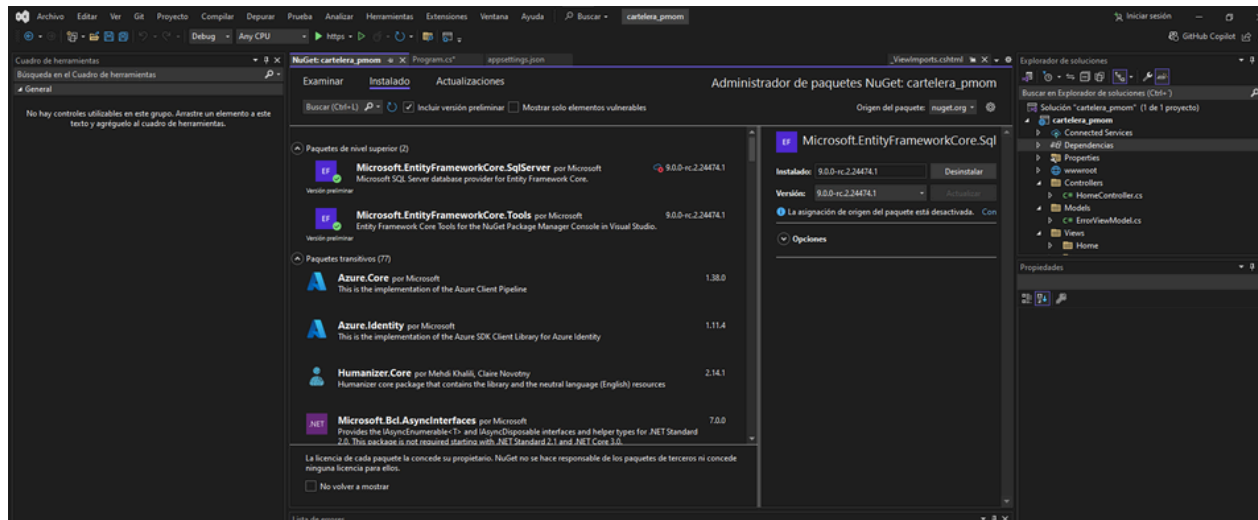 Archivo Editar Ver Git Proyecto Compilar Depurar Prueba Analizar Herramientas Extensiones Ventana Ayuda Buscar cartelera_pmom Iniciar sesión
Debug Any CPU https GitHub Copilot
Cuadro de herramientas
Búsqueda en el Cuadro de herramientas
General
No hay controles utilizables en este grupo. Arrastre un elemento a este
texto y agréguelo al cuadro de herramientas.
NuGet: cartelera_pmom Program.cs* appsettings.json _ViewImports.cshtml
Examinar Instalado Actualizaciones Administrador de paquetes NuGet: cartelera_pmom
Buscar (Ctrl+L) Incluir versión preliminar Mostrar solo elementos vulnerables Origen del paquete: nuget.org
Paquetes de nivel superior (2)
EF Microsoft.EntityFrameworkCore.SqlServer por Microsoft 9.0.0-rc.2.24474.1
Microsoft SQL Server database provider for Entity Framework Core.
Versión preliminar
EF Microsoft.EntityFrameworkCore.Tools por Microsoft 9.0.0-rc.2.24474.1
Entity Framework Core Tools for the NuGet Package Manager Console in Visual Studio.
Versión preliminar
Paquetes transitivos (77)
Azure.Core por Microsoft 1.38.0
This is the implementation of the Azure Client Pipeline
Azure.Identity por Microsoft 1.11.4
This is the implementation of the Azure SDK Client Library for Azure Identity
Humanizer.Core por Mehdi Khalili, Claire Novotny 2.14.1
Humanizer core package that contains the library and the neutral language (English) resources
.NET Microsoft.Bcl.AsyncInterfaces por Microsoft 7.0.0
Provides the IAsyncEnumerable<T> and IAsyncDisposable interfaces and helper types for .NET Standard
2.0. This package is not required starting with .NET Standard 2.1 and .NET Core 3.0.
La licencia de cada paquete la concede su propietario. NuGet no se hace responsable de los paquetes de terceros ni concede
ninguna licencia para ellos.
No volver a mostrar
Lista de errores
EF Microsoft.EntityFrameworkCore.Sql
Instalado: 9.0.0-rc.2.24474.1 Desinstalar
Versión: 9.0.0-rc.2.24474.1 Actualizar
La asignación de origen del paquete está desactivada. Con
Opciones
Explorador de soluciones
Buscar en Explorador de soluciones (Ctrl+')
Solución "cartelera_pmom" (1 de 1 proyecto)
cartelera_pmom
Connected Services
Dependencias
Properties
wwwroot
Controllers
C# HomeController.cs
Models
C# ErrorViewModel.cs
Views
Home
Propiedades